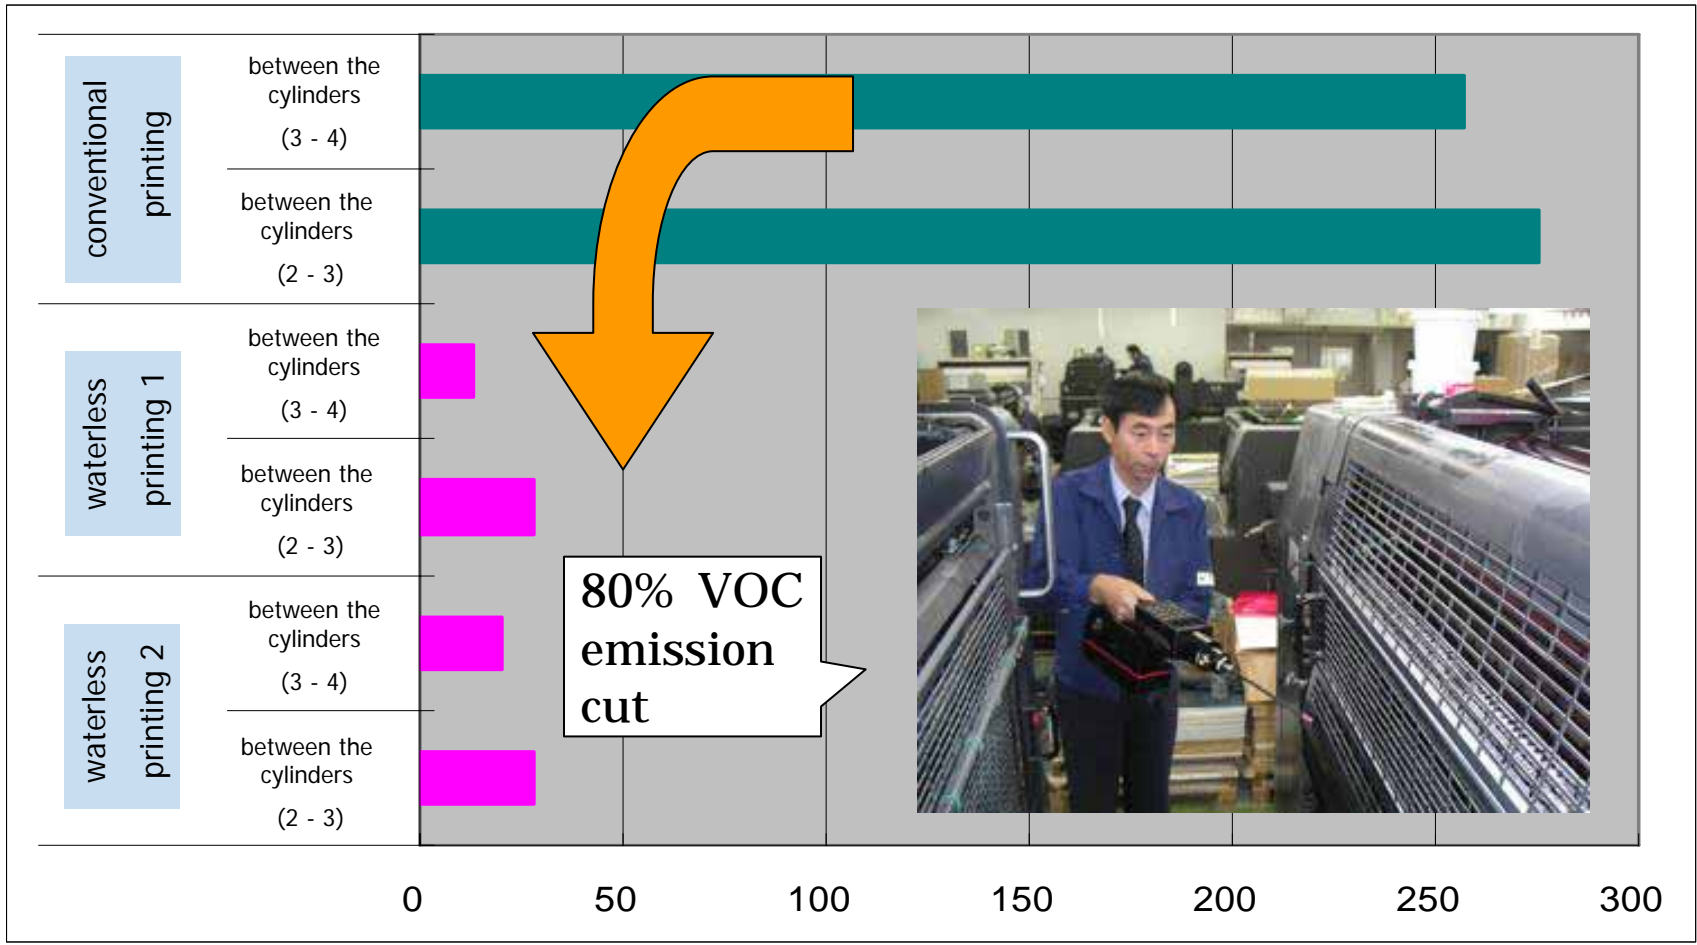 conventional
printing
between the
cylinders
(3 - 4)
between the
cylinders
(2 - 3)
waterless
printing 1
between the
cylinders
(3 - 4)
between the
cylinders
(2 - 3)
waterless
printing 2
between the
cylinders
(3 - 4)
between the
cylinders
(2 - 3)
80% VOC
emission
cut
0 50 100 150 200 250 300